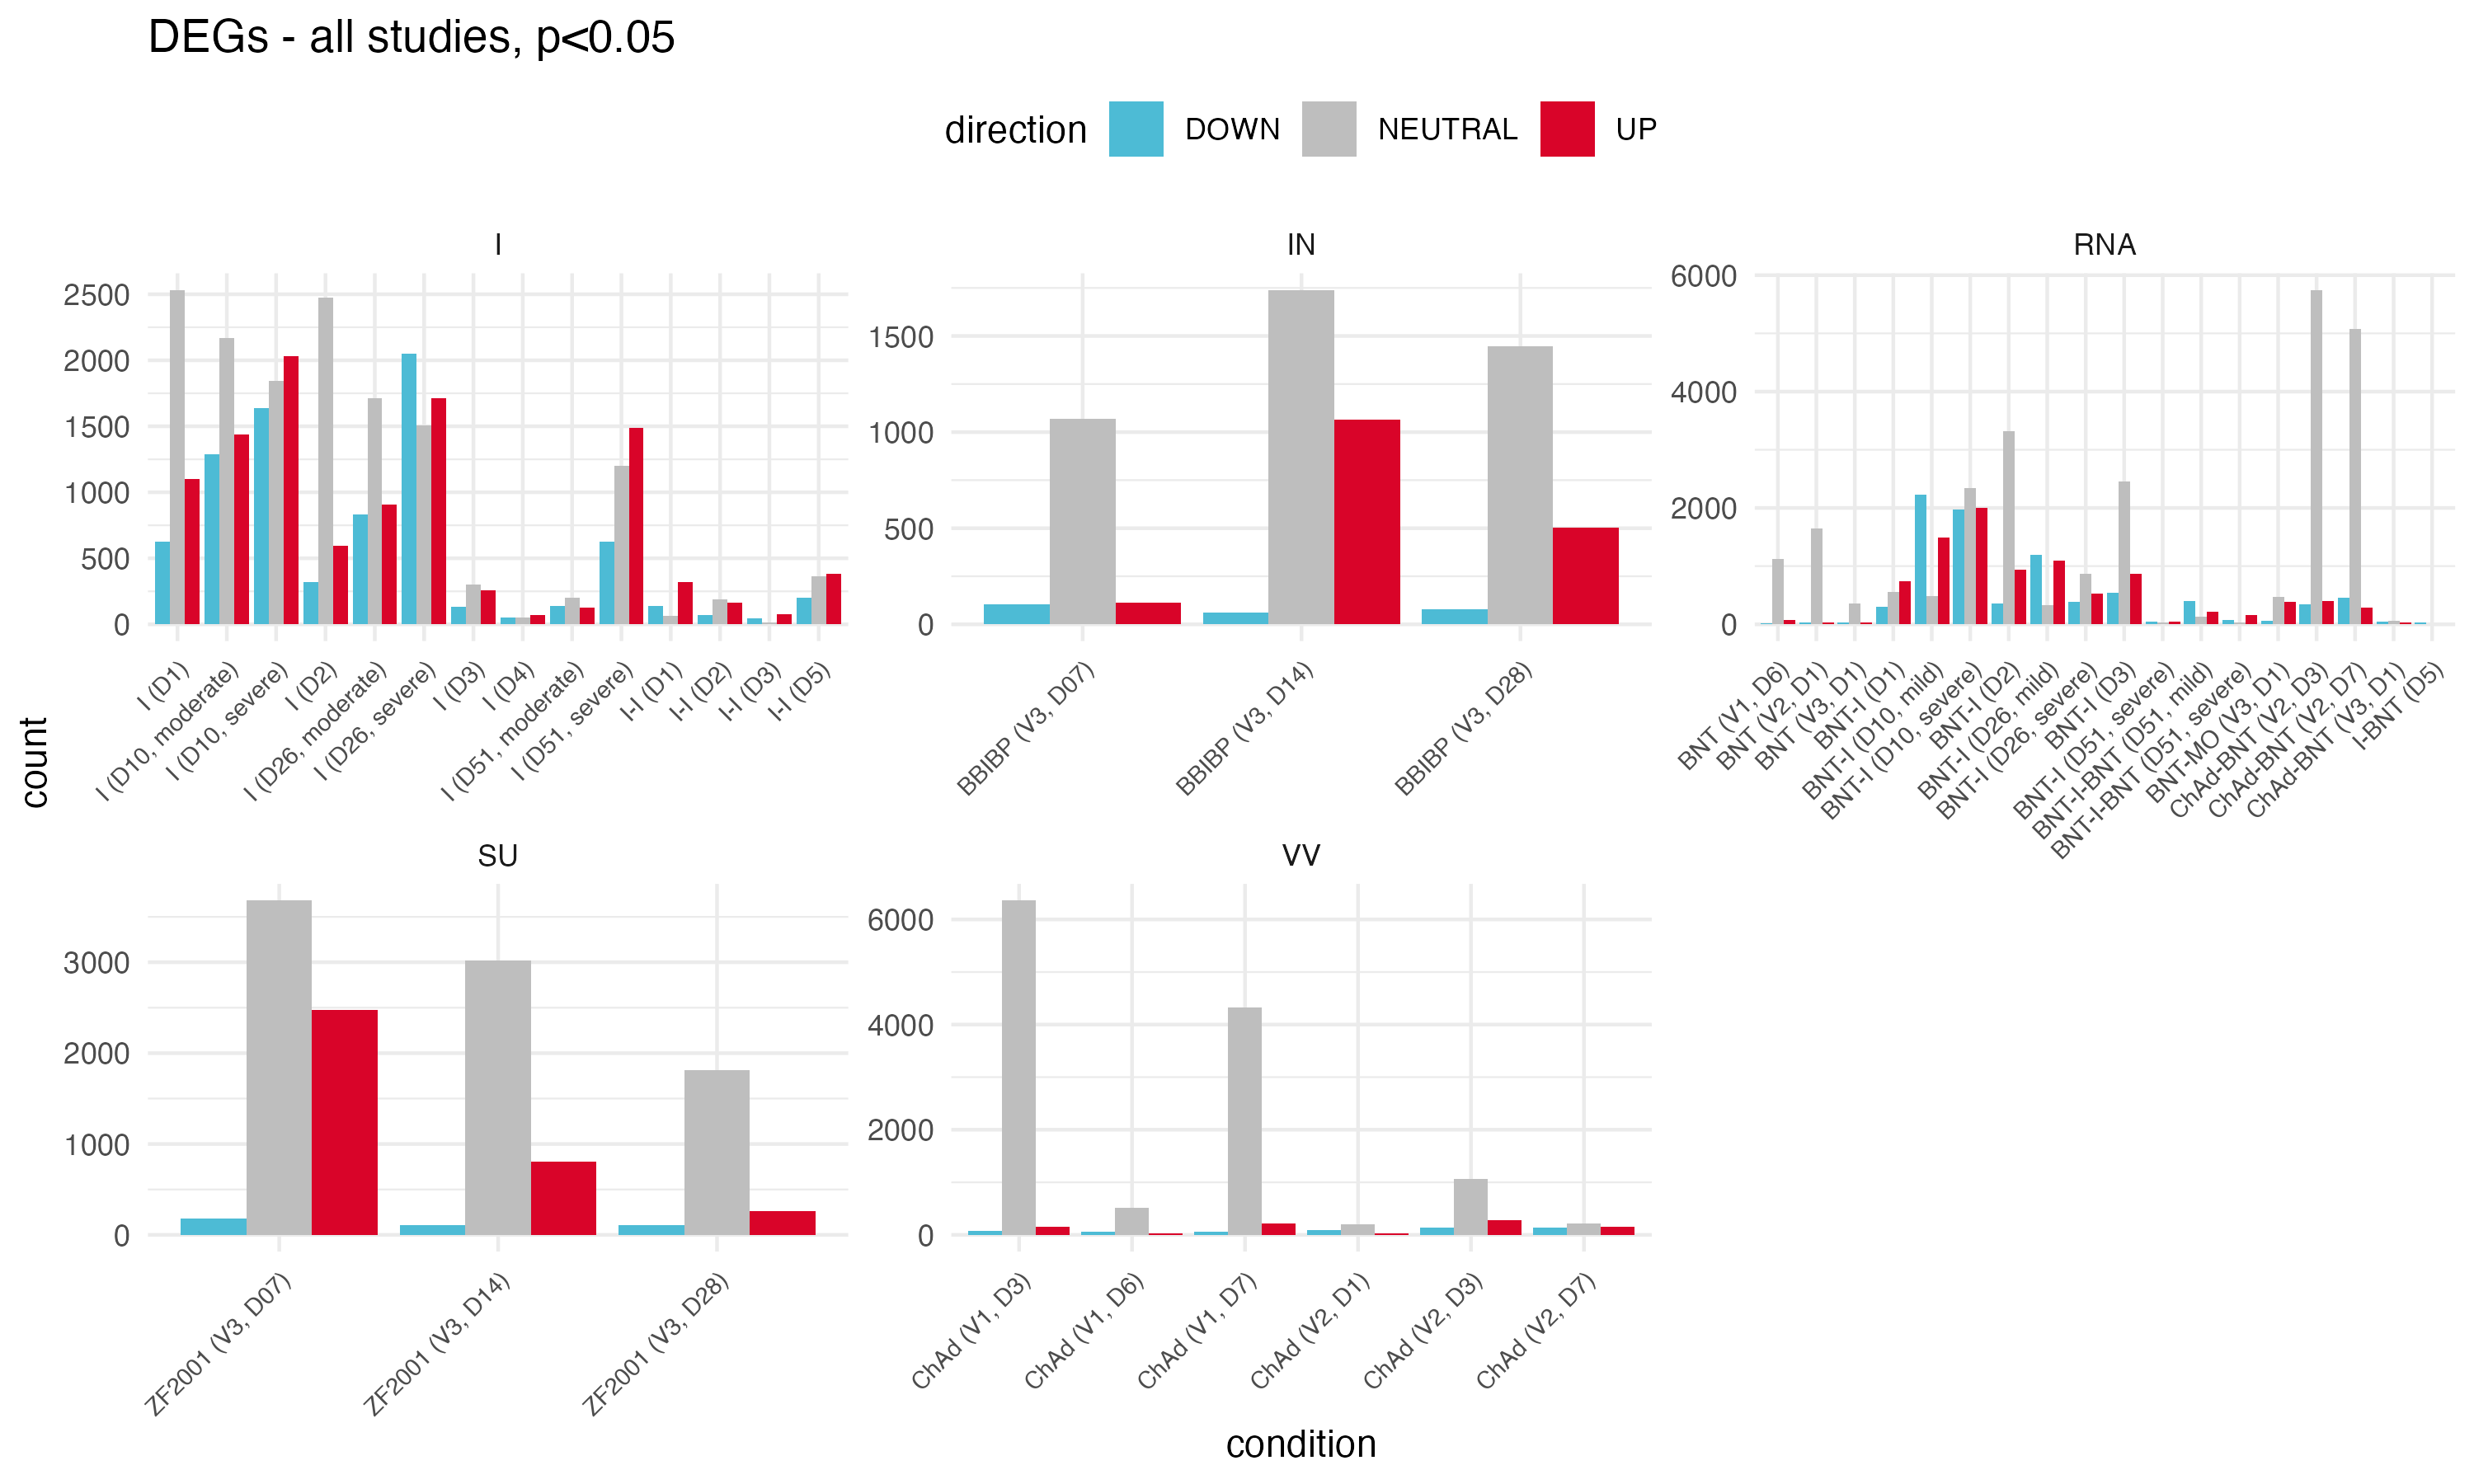 DEGs - all studies, p<0.05
direction DOWN NEUTRAL UP
I
2500
2000
1500
1000
500
0
I (D1)
I (D10, moderate)
I (D10, severe)
I (D2)
I (D26, moderate)
I (D26, severe)
I (D3)
I (D4)
I (D51, moderate)
I (D51, severe)
I-I (D1)
I-I (D2)
I-I (D3)
I-I (D5)
IN
1500
1000
500
0
BBIBP (V3, D07)
BBIBP (V3, D14)
BBIBP (V3, D28)
RNA
6000
4000
2000
0
BNT (V1, D6)
BNT (V2, D1)
BNT (V3, D1)
BNT-I (D1)
BNT-I (D10, mild)
BNT-I (D10, severe)
BNT-I (D2)
BNT-I (D26, mild)
BNT-I (D26, severe)
BNT-I (D3)
BNT-I (D51, severe)
BNT-I-BNT (D51, mild)
BNT-I-BNT (D51, severe)
BNT-MO (V3, D1)
ChAd-BNT (V2, D3)
ChAd-BNT (V2, D7)
ChAd-BNT (V3, D1)
I-BNT (D5)
count
SU
3000
2000
1000
0
ZF2001 (V3, D07)
ZF2001 (V3, D14)
ZF2001 (V3, D28)
VV
6000
4000
2000
0
ChAd (V1, D3)
ChAd (V1, D6)
ChAd (V1, D7)
ChAd (V2, D1)
ChAd (V2, D3)
ChAd (V2, D7)
condition